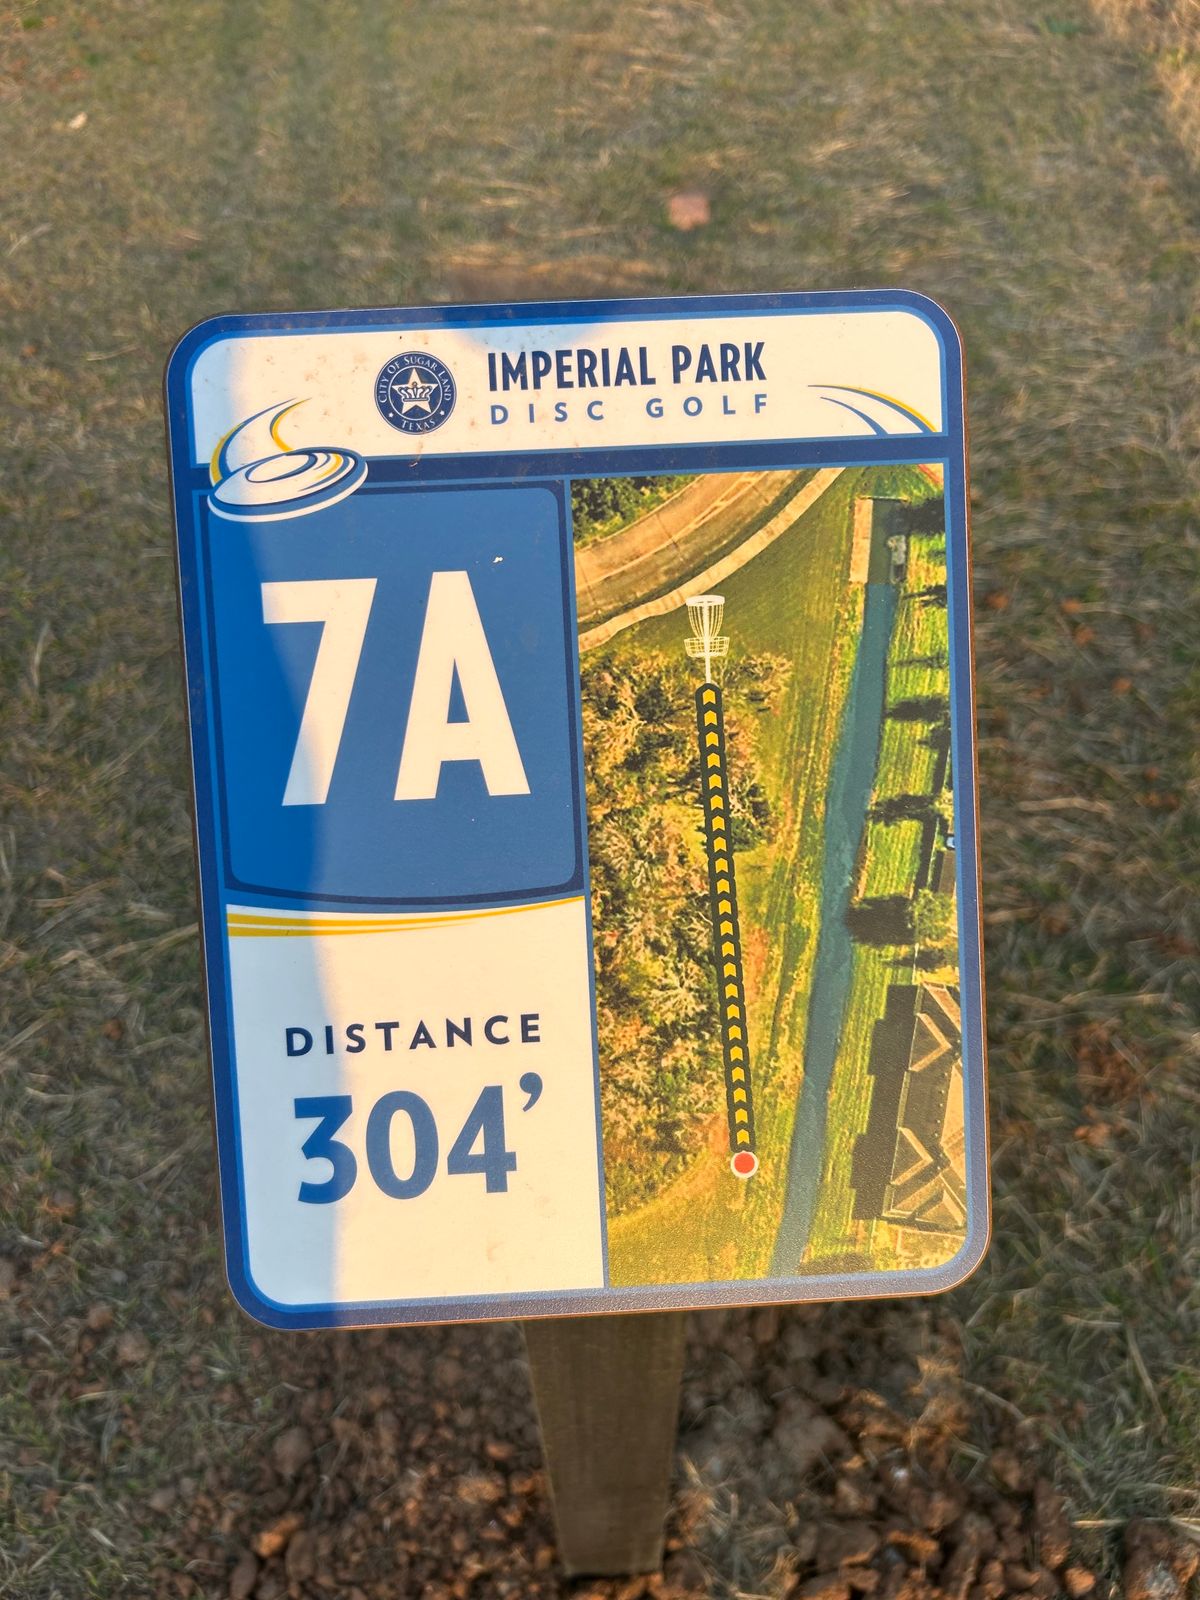 CITY OF SUGAR LAND
TEXAS
IMPERIAL PARK
DISC GOLF
7A
DISTANCE
304’